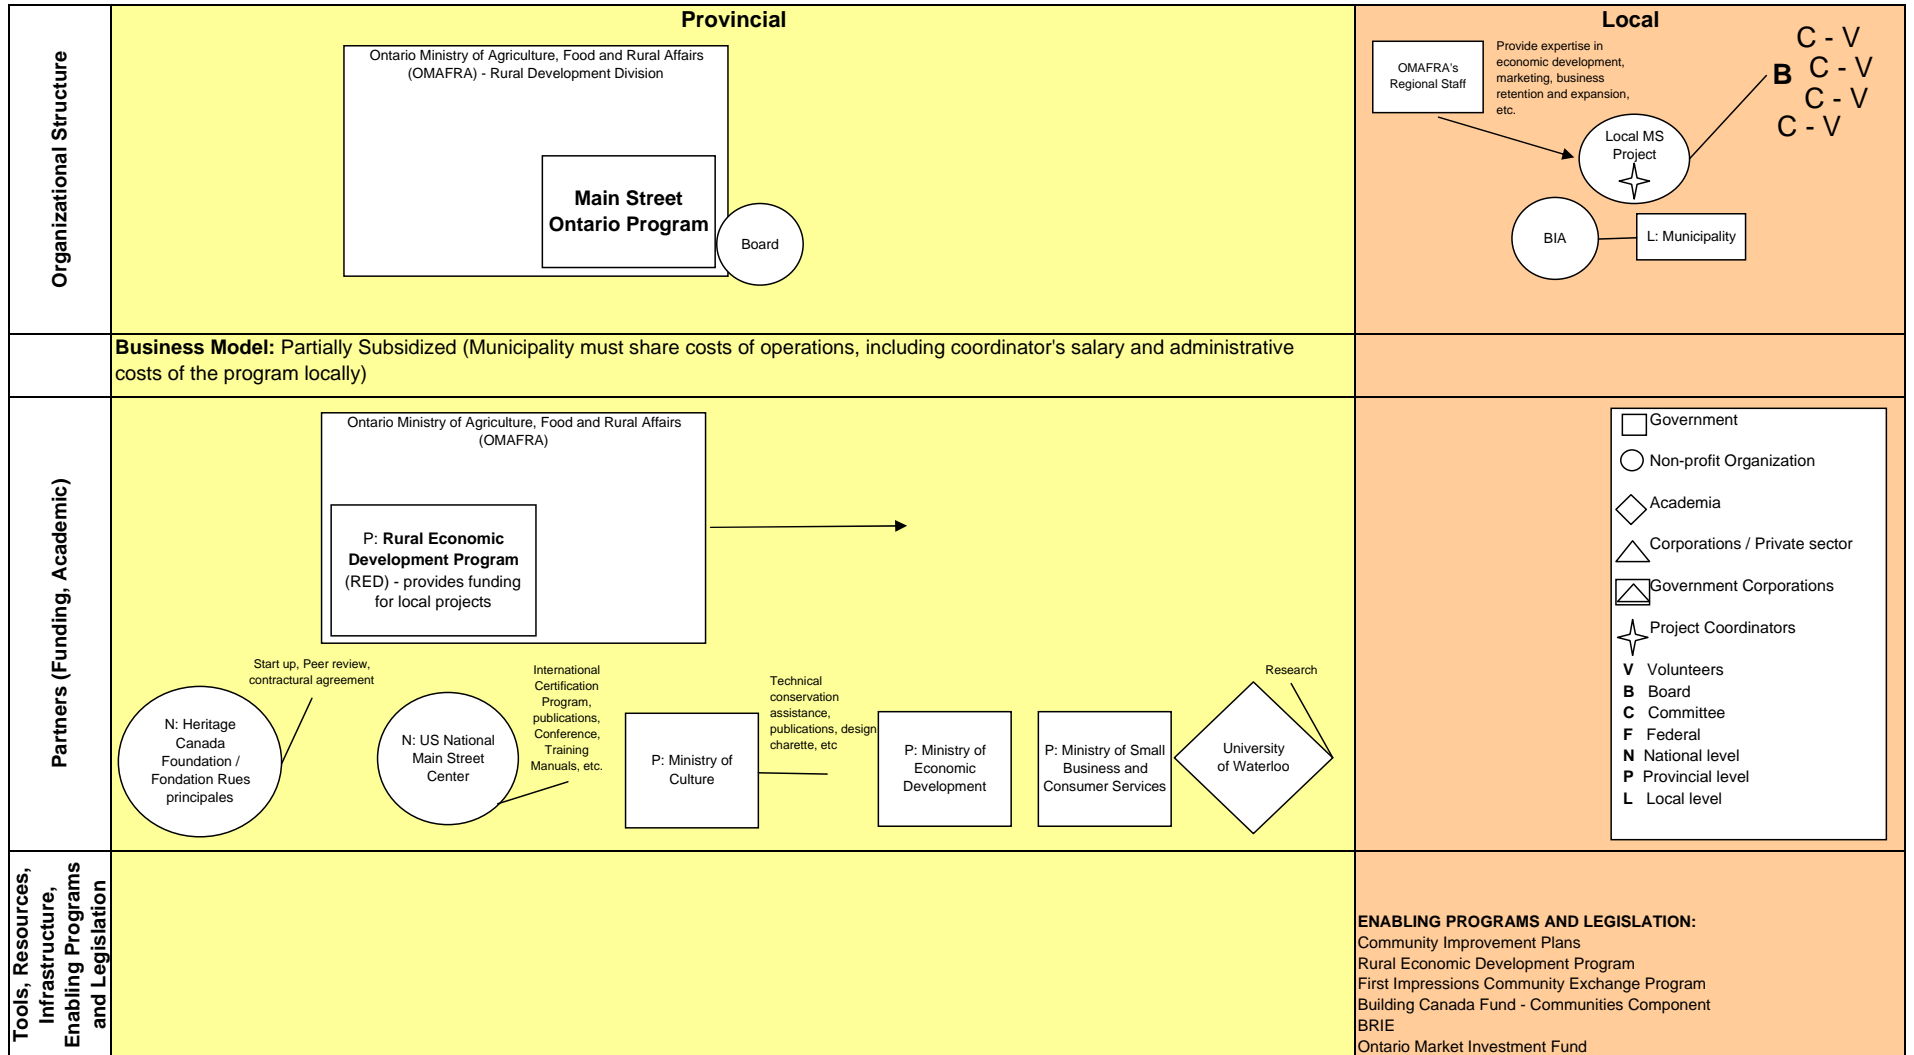 Provincial
Local
Organizational Structure
Ontario Ministry of Agriculture, Food and Rural Affairs
(OMAFRA) - Rural Development Division
Main Street
Ontario Program
Board
OMAFRA's
Regional Staff
Provide expertise in
economic development,
marketing, business
retention and expansion,
etc.
Local MS
Project
B
C - V
C - V
C - V
C - V
BIA
L: Municipality
Business Model: Partially Subsidized (Municipality must share costs of operations, including coordinator's salary and administrative
costs of the program locally)
Partners (Funding, Academic)
Ontario Ministry of Agriculture, Food and Rural Affairs
(OMAFRA)
P: Rural Economic
Development Program
(RED) - provides funding
for local projects
Start up, Peer review,
contractural agreement
N: Heritage
Canada
Foundation /
Fondation Rues
principales
N: US National
Main Street
Center
International
Certification
Program,
publications,
Conference,
Training
Manuals, etc.
P: Ministry of
Culture
Technical
conservation
assistance,
publications, design
charette, etc
P: Ministry of
Economic
Development
P: Ministry of Small
Business and
Consumer Services
University
of Waterloo
Research
Government
Non-profit Organization
Academia
Corporations / Private sector
Government Corporations
Project Coordinators
V Volunteers
B Board
C Committee
F Federal
N National level
P Provincial level
L Local level
Tools, Resources,
Infrastructure,
Enabling Programs
and Legislation
ENABLING PROGRAMS AND LEGISLATION:
Community Improvement Plans
Rural Economic Development Program
First Impressions Community Exchange Program
Building Canada Fund - Communities Component
BRIE
Ontario Market Investment Fund